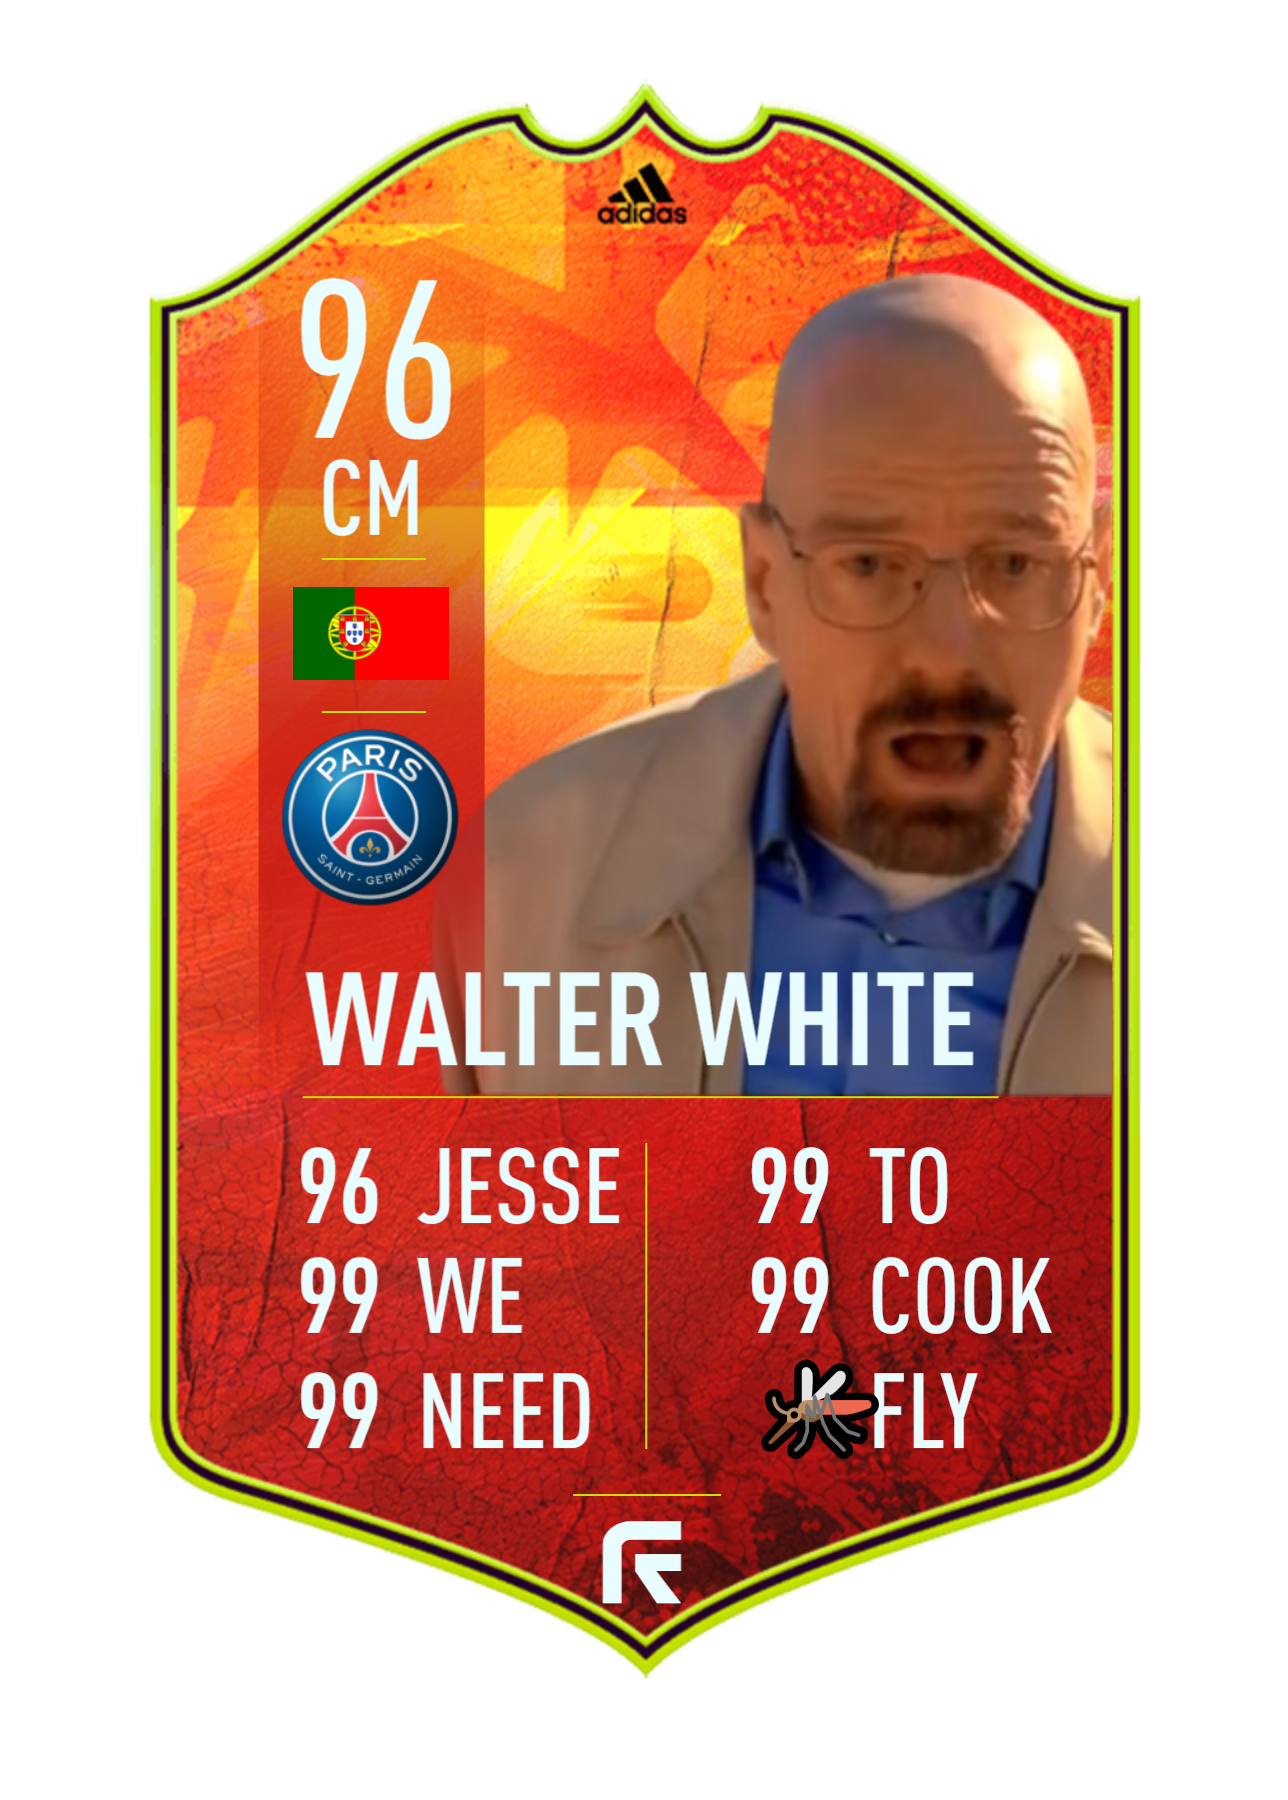 adidas
96
CM
PARIS
SAINT - GERMAIN
WALTER WHITE
96 JESSE
99 WE
99 NEED
99 TO
99 COOK
FLY